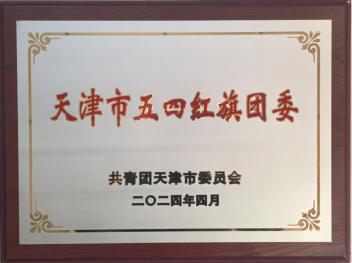 天津市五四红旗团委
共青团天津市委员会
二〇二四年四月